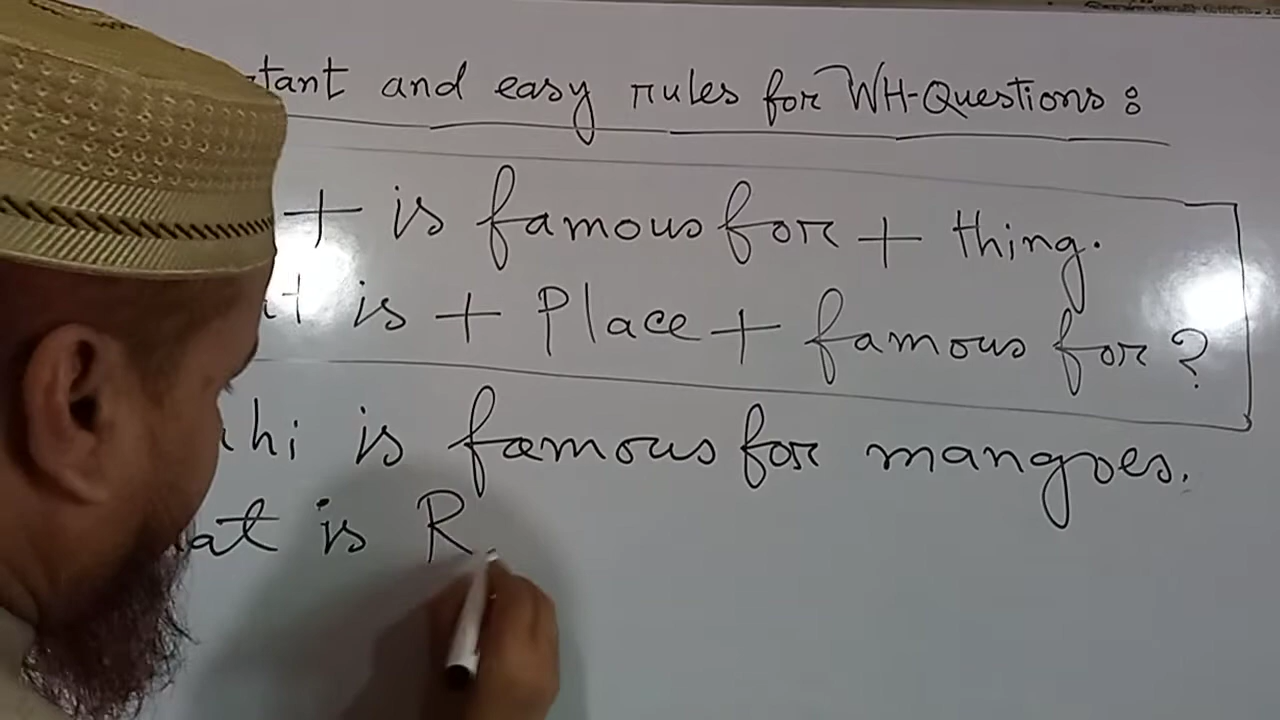 tant and easy rules for WH-Questions :
+ is famous for + thing.
is + Place + famous for ?
hi is famous for mangoes.
at is R